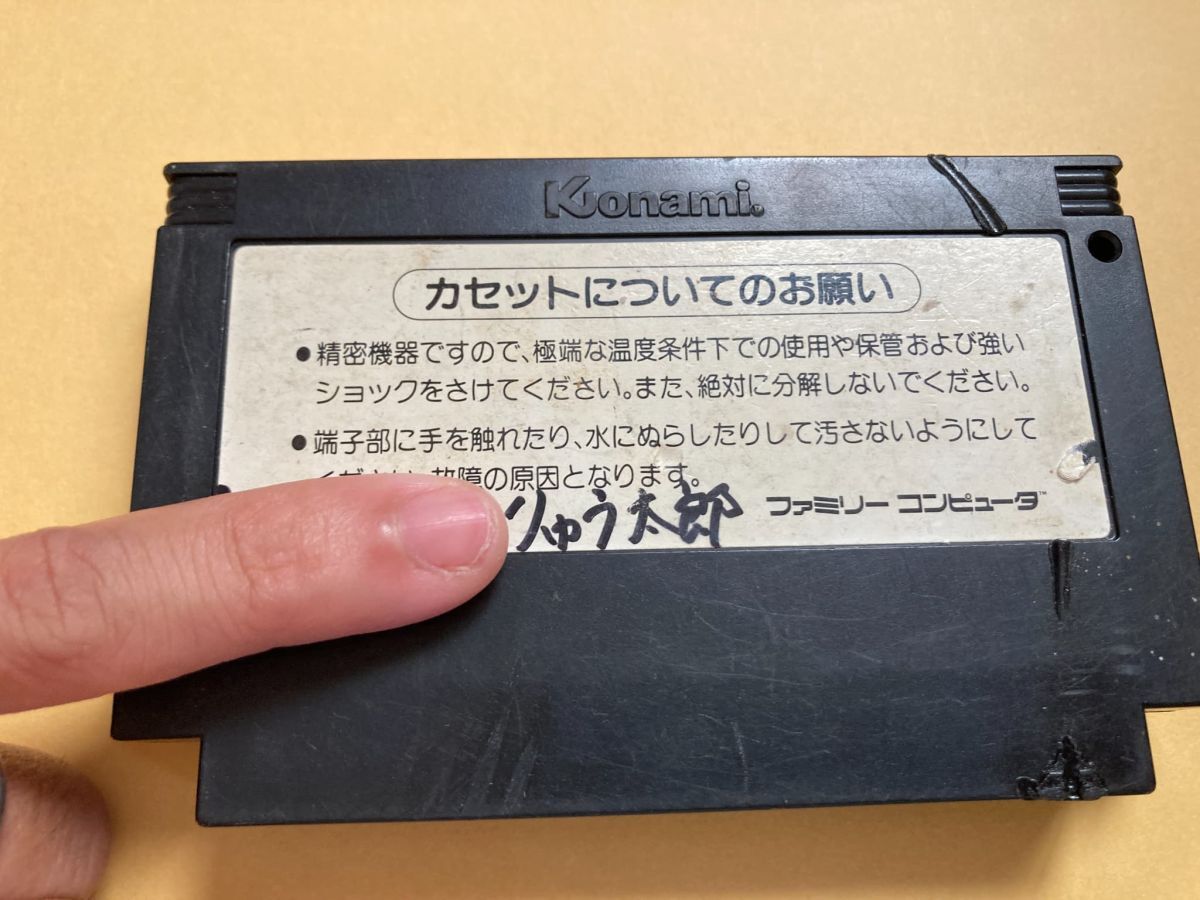 Konami®
カセットについてのお願い
●精密機器ですので、極端な温度条件下での使用や保管および強い
ショックをさけてください。また、絶対に分解しないでください。
●端子部に手を触れたり、水にぬらしたりして汚さないようにして
ください。故障の原因となります。
りゅう太郎
ファミリー コンピュータ™